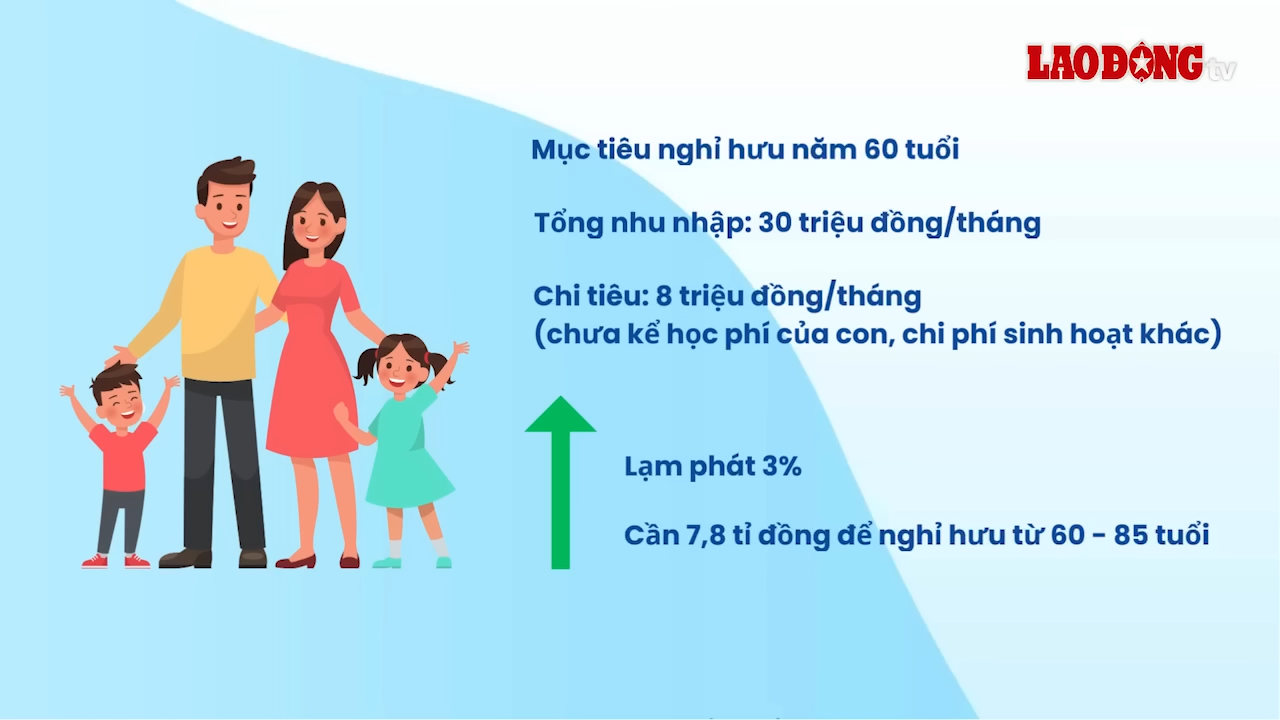 LAO ĐỘNG tv
Mục tiêu nghỉ hưu năm 60 tuổi
Tổng nhu nhập: 30 triệu đồng/tháng
Chi tiêu: 8 triệu đồng/tháng
(chưa kể học phí của con, chi phí sinh hoạt khác)
Lạm phát 3%
Cần 7,8 tỉ đồng để nghỉ hưu từ 60 - 85 tuổi